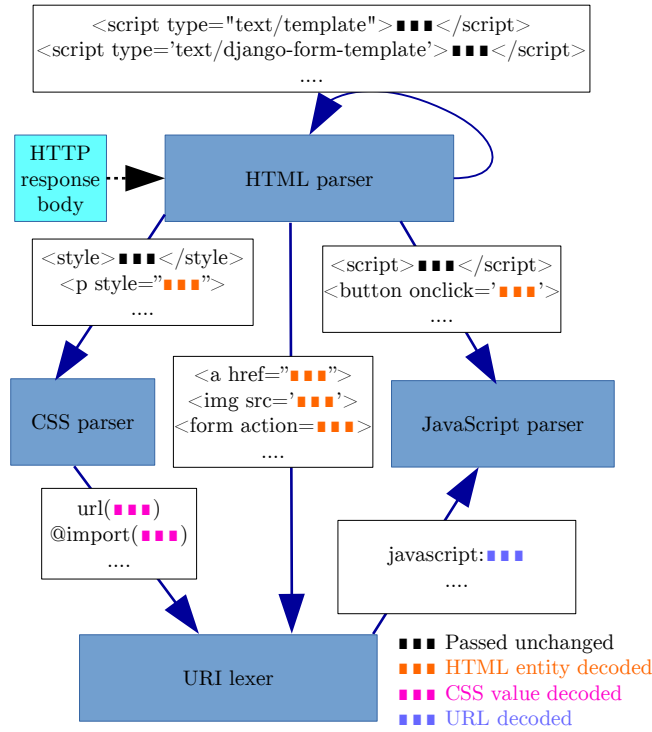 <script type="text/template">∎∎∎</script>
<script type='text/django-form-template'>∎∎∎</script>
....
HTTP
response
body
HTML parser
<style>∎∎∎</style>
<p style=”∎∎∎”>
....
<script>∎∎∎</script>
<button onclick='∎∎∎'>
....
<a href=”∎∎∎”>
<img src='∎∎∎'>
<form action=∎∎∎>
....
CSS parser
JavaScript parser
url(∎∎∎)
@import(∎∎∎)
....
javascript:∎∎∎
....
URI lexer
∎∎∎ Passed unchanged
∎∎∎ HTML entity decoded
∎∎∎ CSS value decoded
∎∎∎ URL decoded